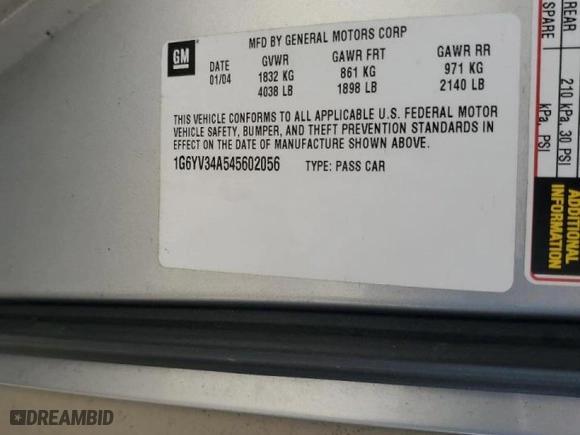 GM
MFD BY GENERAL MOTORS CORP
DATE GVWR GAWR FRT GAWR RR
01/04 1832 KG 861 KG 971 KG
4038 LB 1898 LB 2140 LB
THIS VEHICLE CONFORMS TO ALL APPLICABLE U.S. FEDERAL MOTOR
VEHICLE SAFETY, BUMPER, AND THEFT PREVENTION STANDARDS IN
EFFECT ON THE DATE OF MANUFACTURE SHOWN ABOVE.
1G6YV34A545602056 TYPE: PASS CAR
REAR
SPARE
210 kPa, 30 PSI
kPa, PSI
ADDITIONAL
INFORMATION
DREAMBID